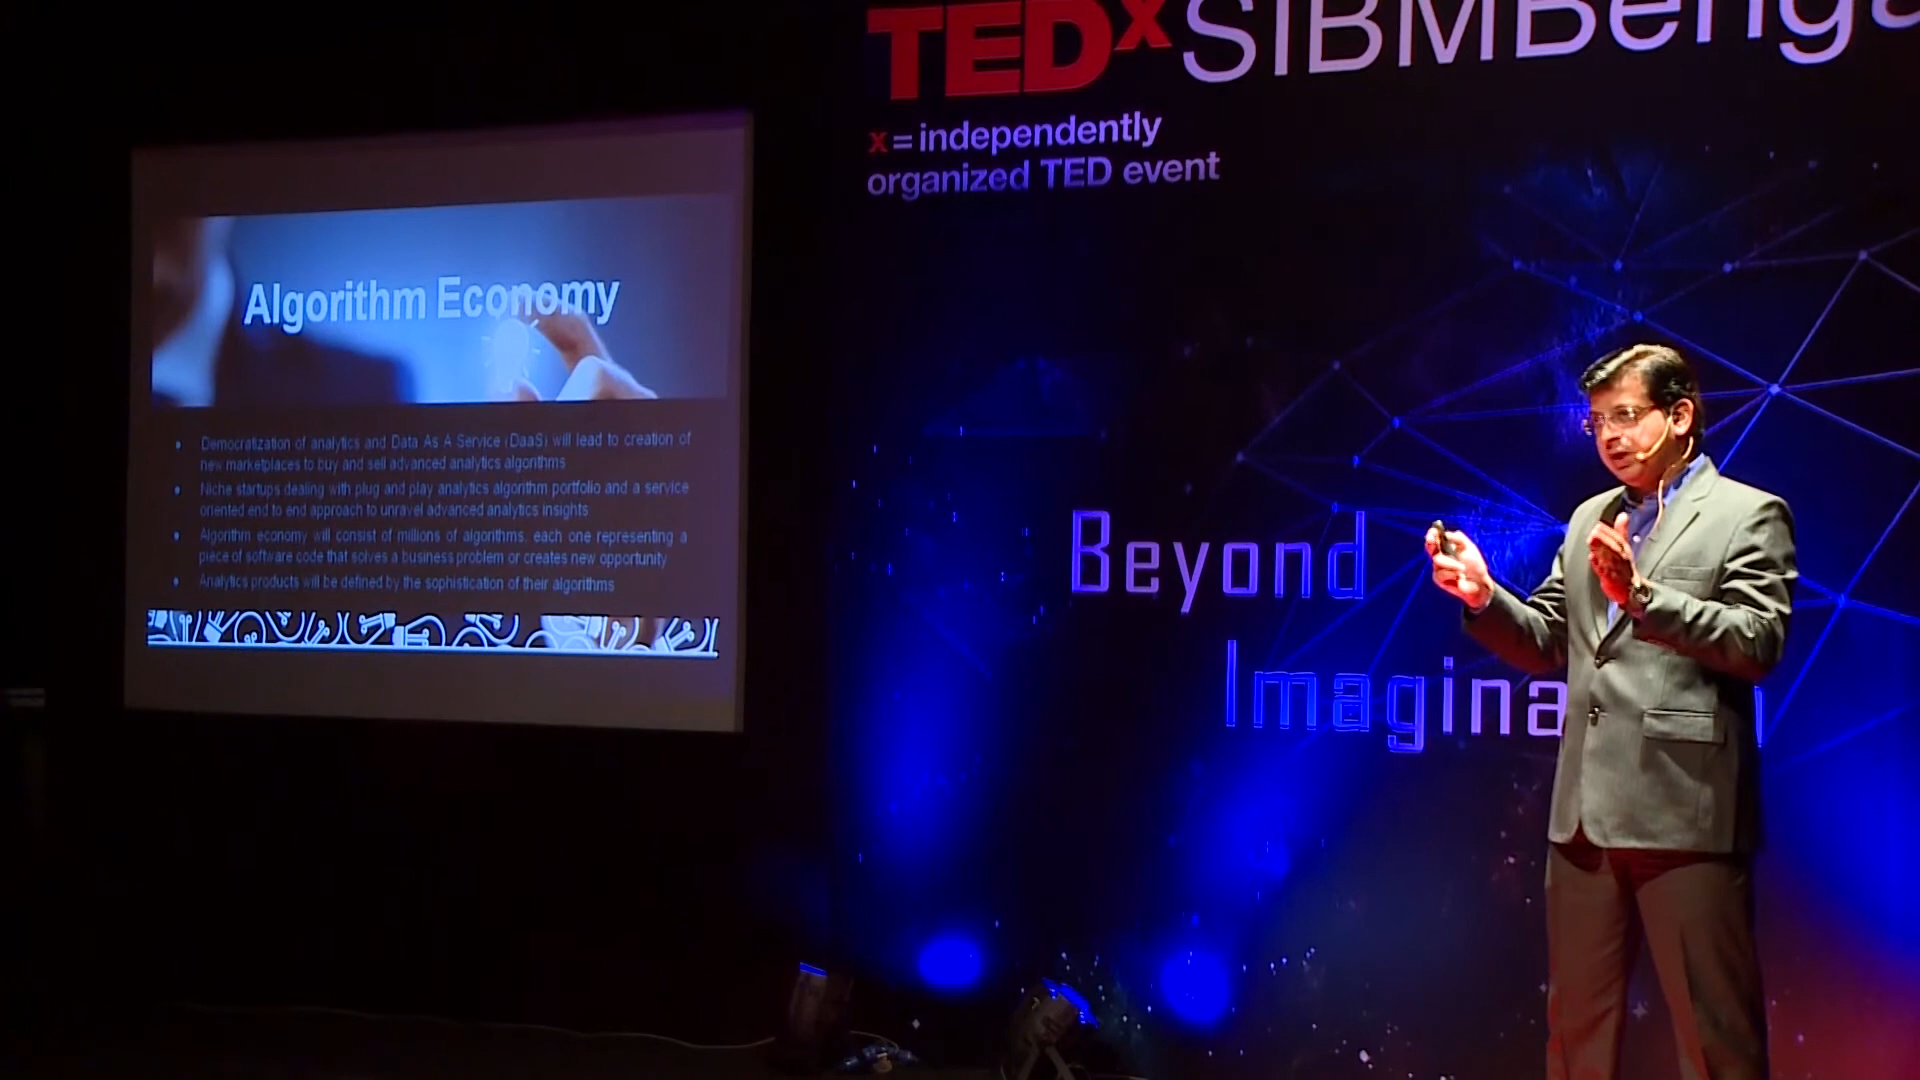 Algorithm Economy
• Democratization of analytics and Data As A Service (DaaS) will lead to creation of
new marketplaces to buy and sell advanced analytics algorithms
• Niche startups dealing with plug and play analytics algorithm portfolio and a service
oriented end to end approach to unravel advanced analytics insights
• Algorithm economy will consist of millions of algorithms, each one representing a
piece of software code that solves a business problem or creates new opportunity
• Analytics products will be defined by the sophistication of their algorithms
TEDxSIBMBenga
x = independently
organized TED event
Beyond
Imagina